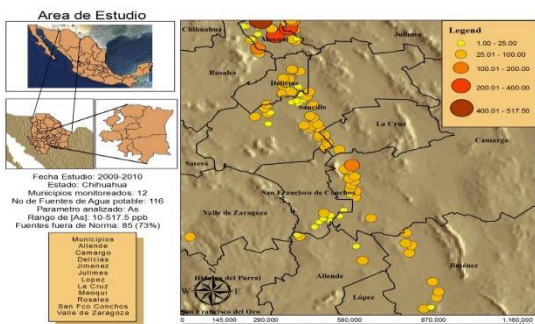 Area de Estudio
Fecha Estudio: 2009-2010
Estado: Chihuahua
Municipios monitoreados: 12
No de Fuentes de Agua potable: 116
Parametro analizado: As
Rango de [As]: 10-517.5 ppb
Fuentes fuera de Norma: 85 (73%)
Municipios
Allende
Camargo
Delicias
Jimenez
Julimes
Lopez
La Cruz
Meoqui
Rosales
San Fco Conchos
Valle de Zaragoza
Chihuahua
Meoqui
Julimes
Rosales
Delicias
Saucillo
La Cruz
Camargo
Satevó
San Francisco de Conchos
Valle de Zaragoza
Jiménez
Hidalgo del Parral
Allende
López
San Francisco del Oro
W
E
Legend
1.00 - 25.00
25.01 - 100.00
100.01 - 200.00
200.01 - 400.00
400.01 - 517.50
0
145,000
290,000
580,000
870,000
1,160,000